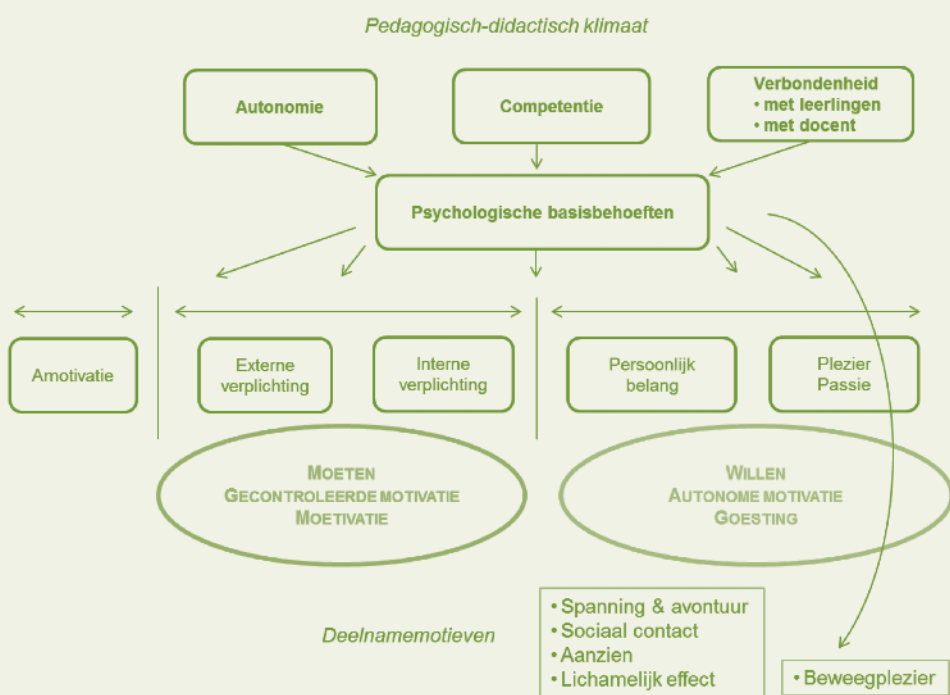 Pedagogisch-didactisch klimaat
Autonomie
Competentie
Verbondenheid
• met leerlingen
• met docent
Psychologische basisbehoeften
Amotivatie
Externe
verplichting
Interne
verplichting
Persoonlijk
belang
Plezier
Passie
MOETEN
GECONTROLEERDE MOTIVATIE
MOETIVATIE
WILLEN
AUTONOME MOTIVATIE
GOESTING
Deelnamemotieven
• Spanning & avontuur
• Sociaal contact
• Aanzien
• Lichamelijk effect
• Beweegplezier